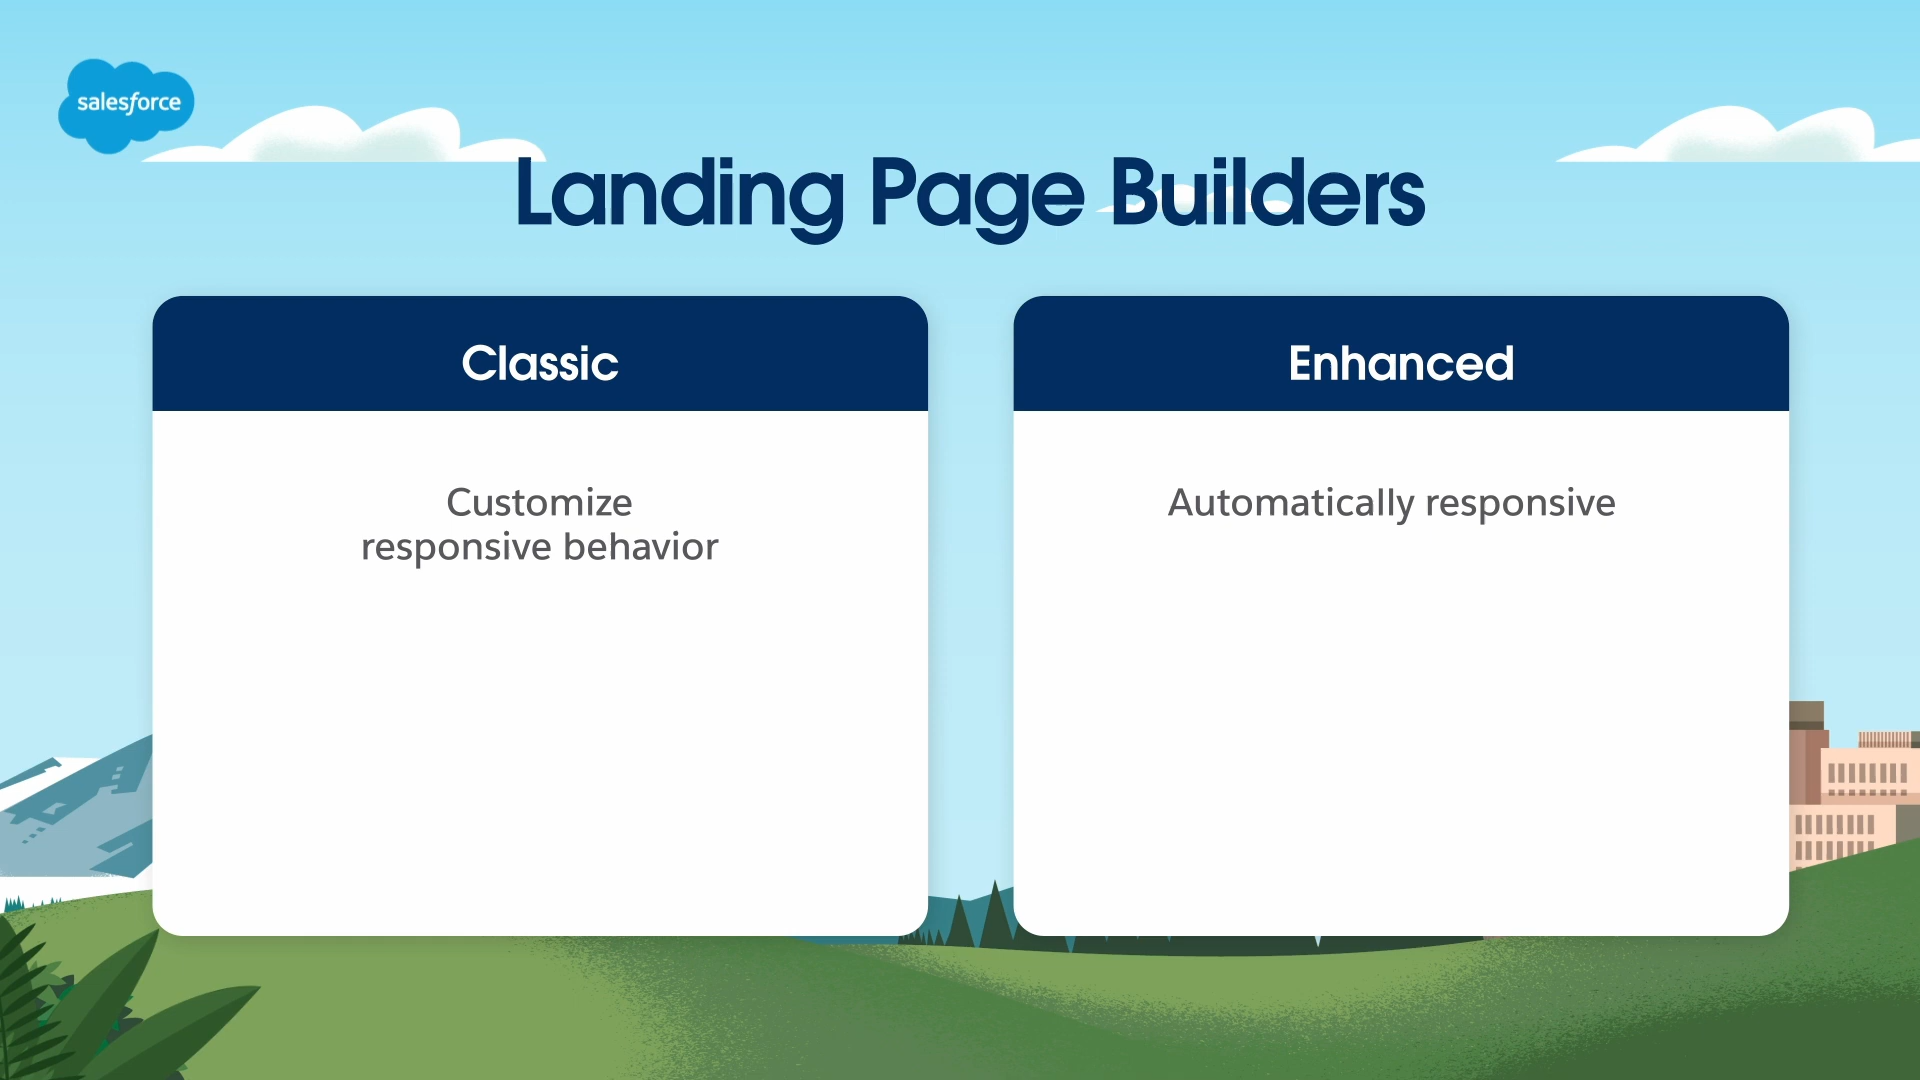 salesforce
Landing Page Builders
Classic
Customize
responsive behavior
Enhanced
Automatically responsive